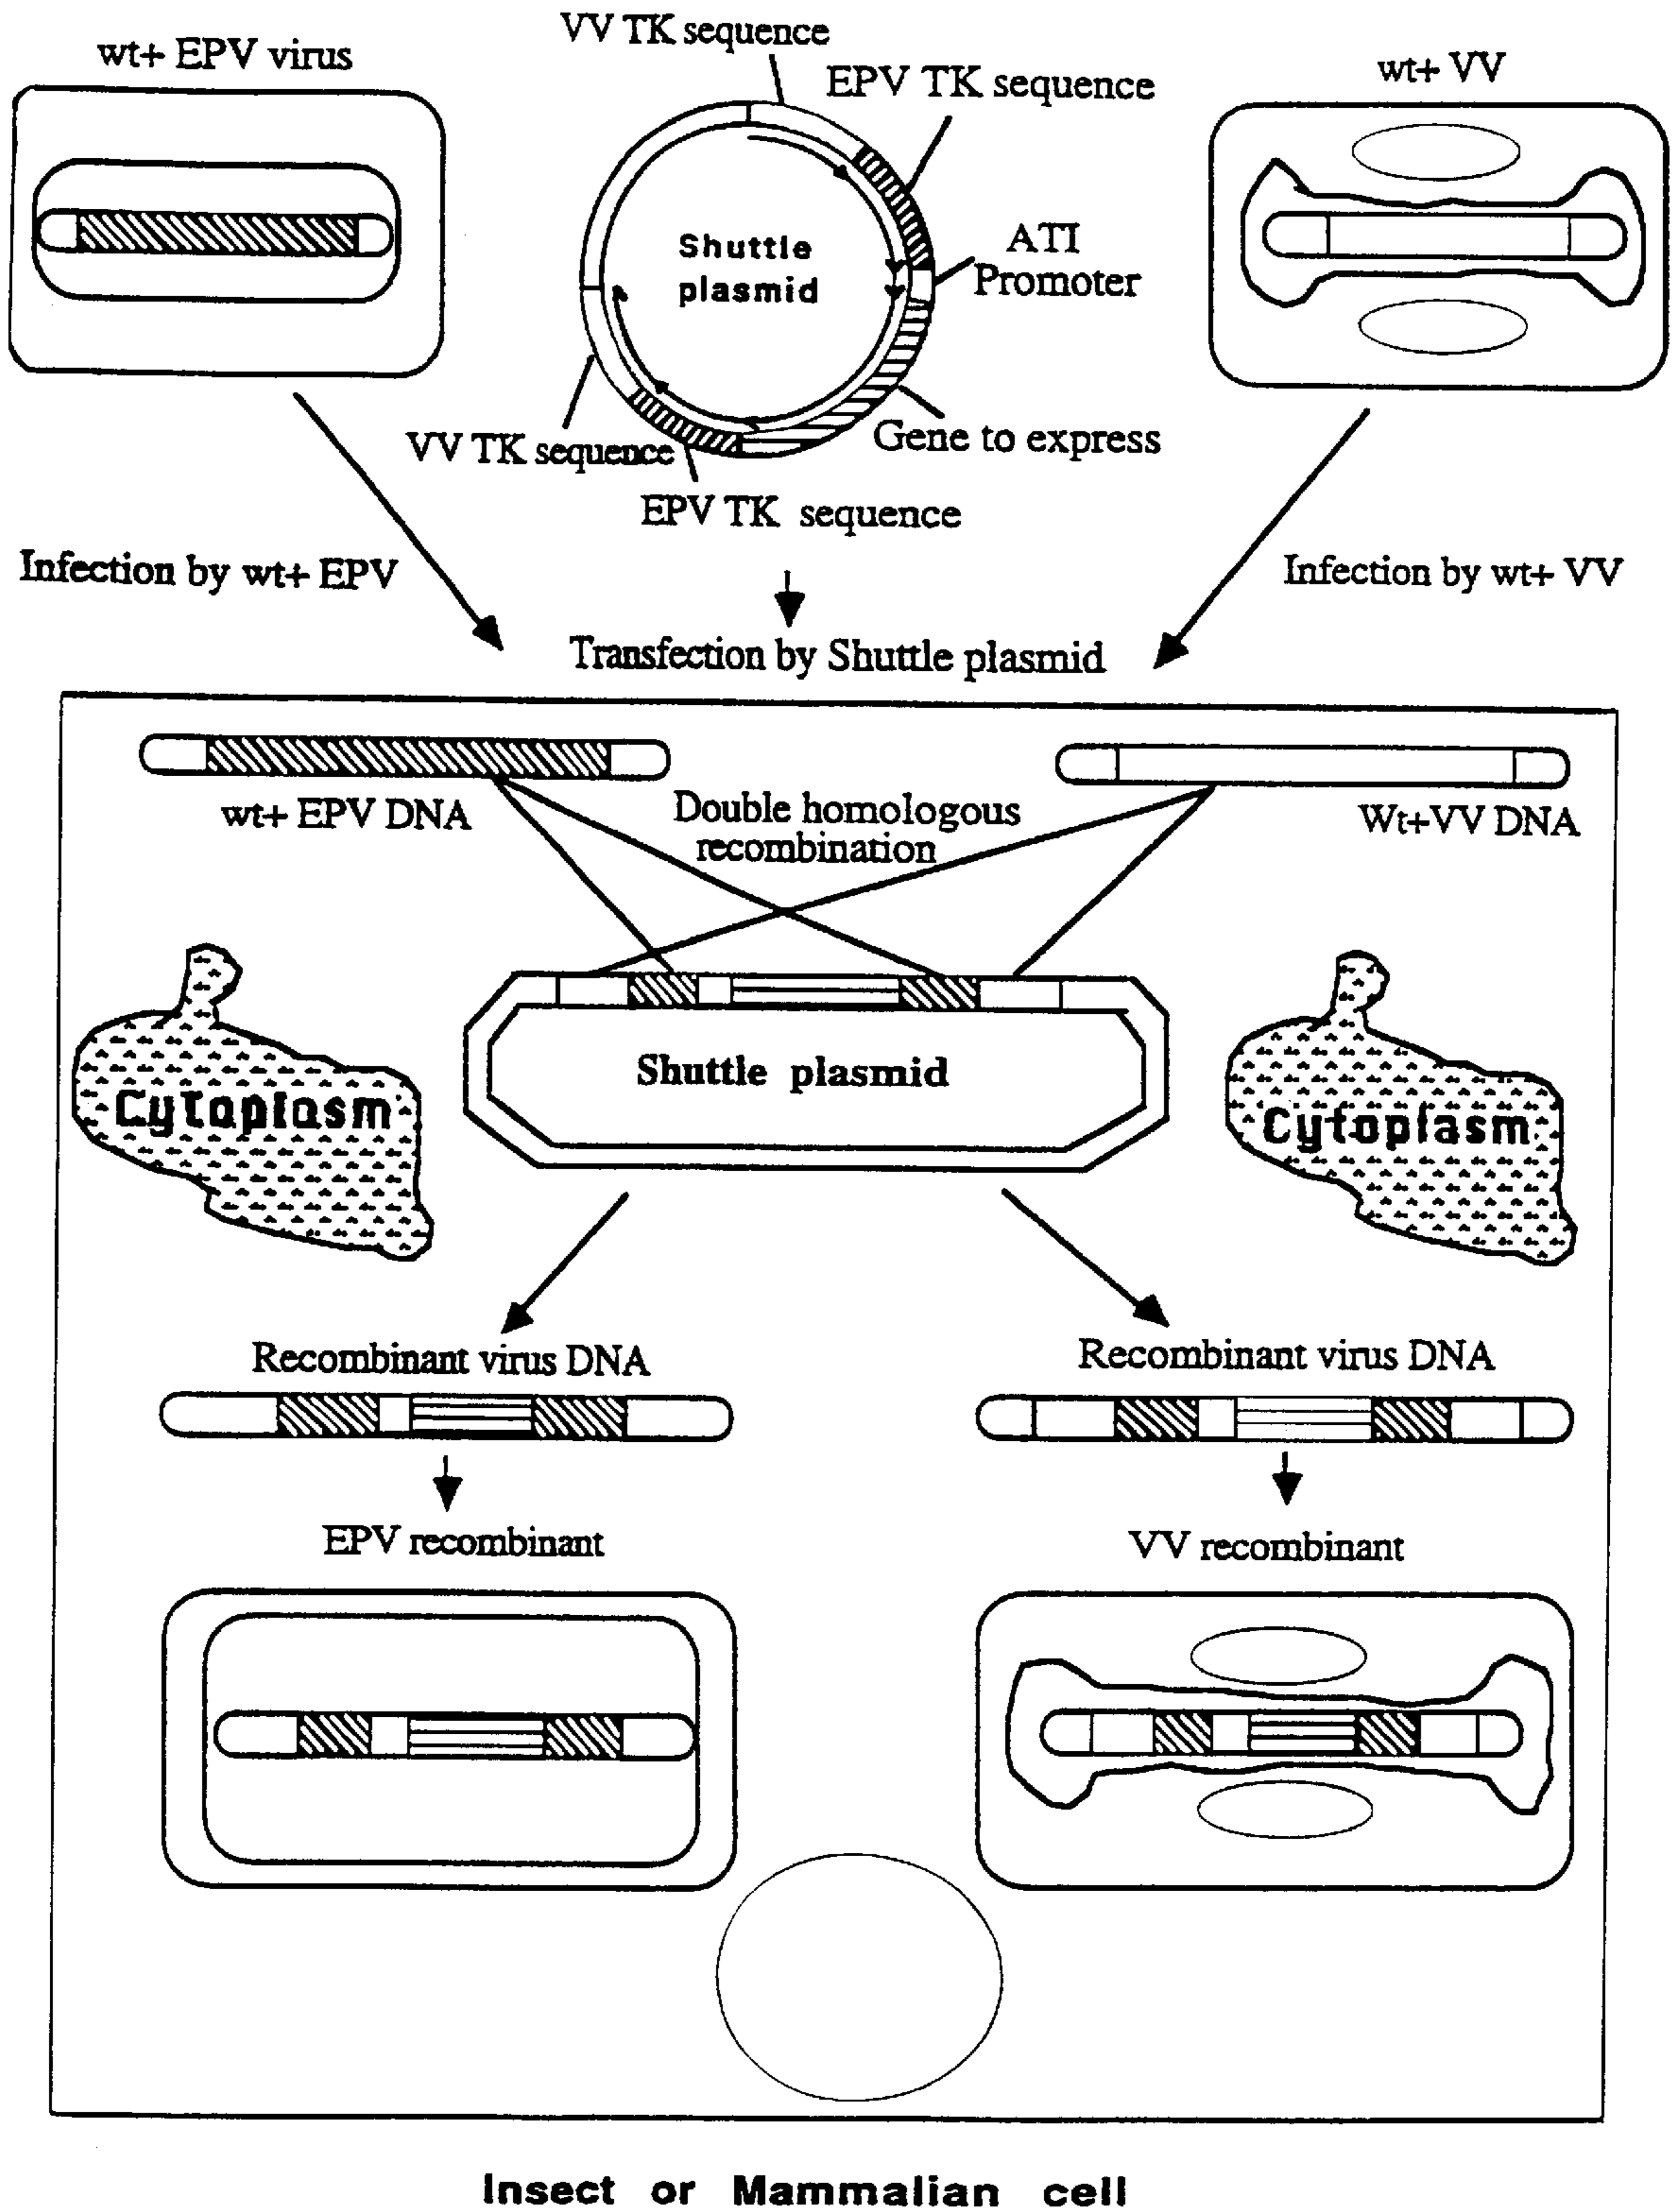 VV TK sequence
wt+ EPV virus
EPV TK sequence
wt+ VV
Shuttle
plasmid
ATI
Promoter
Gene to express
VV TK sequence
EPV TK sequence
Infection by wt+ EPV
Infection by wt+ VV
Transfection by Shuttle plasmid
wt+ EPV DNA
Double homologous
recombination
Wt+VV DNA
Shuttle plasmid
Cytoplasm
Cytoplasm
Recombinant virus DNA
Recombinant virus DNA
EPV recombinant
VV recombinant
Insect or Mammalian cell